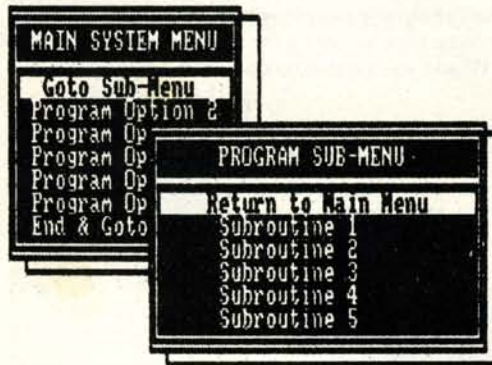 MAIN SYSTEM MENU
Goto Sub-Menu
Program Option 2
Program Op
Program Op
Program Op
Program Op
End & Goto
PROGRAM SUB-MENU
Return to Main Menu
Subroutine 1
Subroutine 2
Subroutine 3
Subroutine 4
Subroutine 5